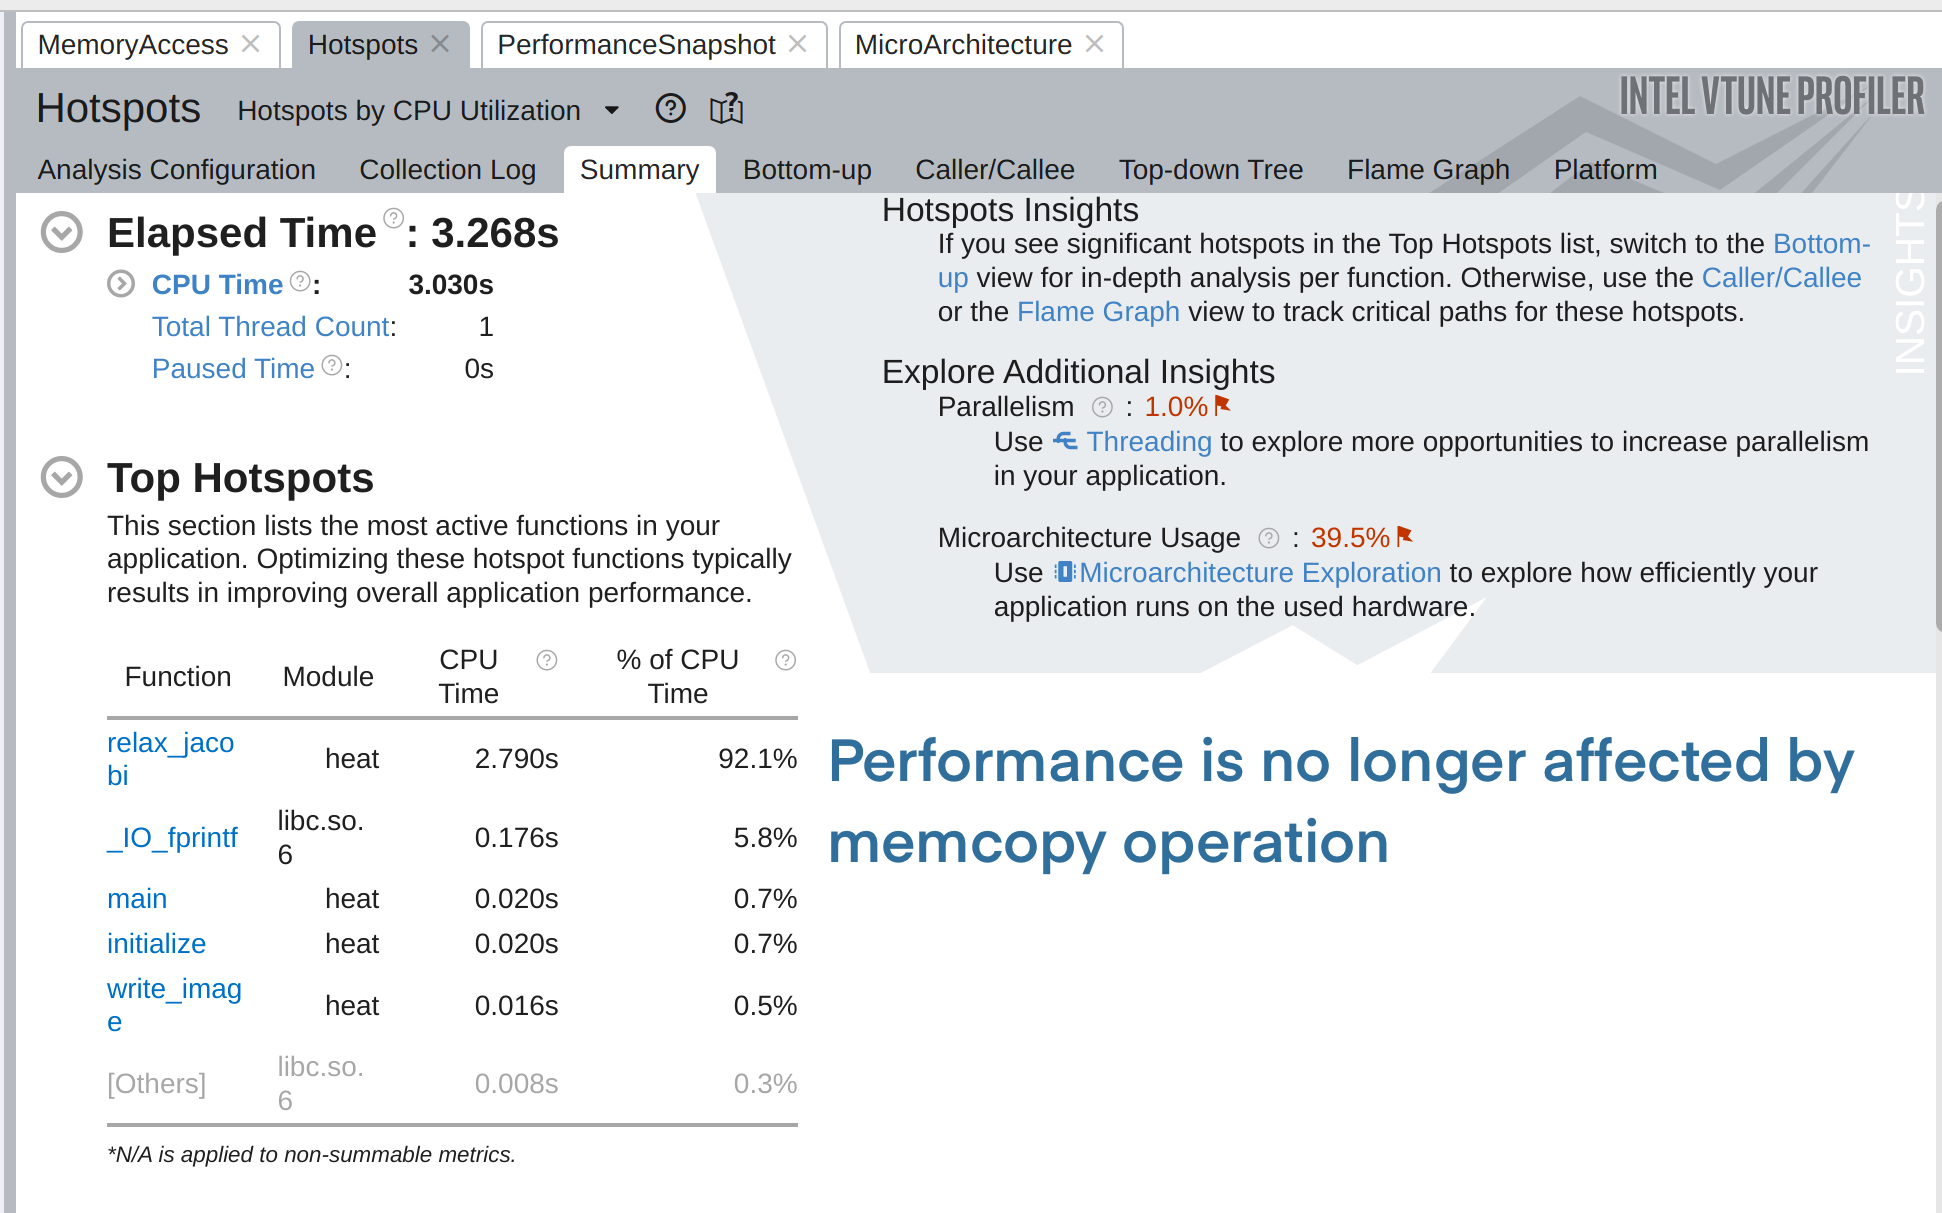 MemoryAccess
Hotspots
PerformanceSnapshot
MicroArchitecture
Hotspots
Hotspots by CPU Utilization
INTEL VTUNE PROFILER
Analysis Configuration
Collection Log
Summary
Bottom-up
Caller/Callee
Top-down Tree
Flame Graph
Platform
Elapsed Time : 3.268s
CPU Time : 3.030s
Total Thread Count: 1
Paused Time : 0s
Top Hotspots
This section lists the most active functions in your
application. Optimizing these hotspot functions typically
results in improving overall application performance.
Function Module CPU Time % of CPU Time
relax_jaco
bi heat 2.790s 92.1%
_IO_fprintf libc.so.
6 0.176s 5.8%
main heat 0.020s 0.7%
initialize heat 0.020s 0.7%
write_imag
e heat 0.016s 0.5%
[Others] libc.so.
6 0.008s 0.3%
*N/A is applied to non-summable metrics.
Hotspots Insights
If you see significant hotspots in the Top Hotspots list, switch to the Bottom-
up view for in-depth analysis per function. Otherwise, use the Caller/Callee
or the Flame Graph view to track critical paths for these hotspots.
Explore Additional Insights
Parallelism : 1.0%
Use Threading to explore more opportunities to increase parallelism
in your application.
Microarchitecture Usage : 39.5%
Use Microarchitecture Exploration to explore how efficiently your
application runs on the used hardware.
INSIGHTS
Performance is no longer affected by
memcopy operation